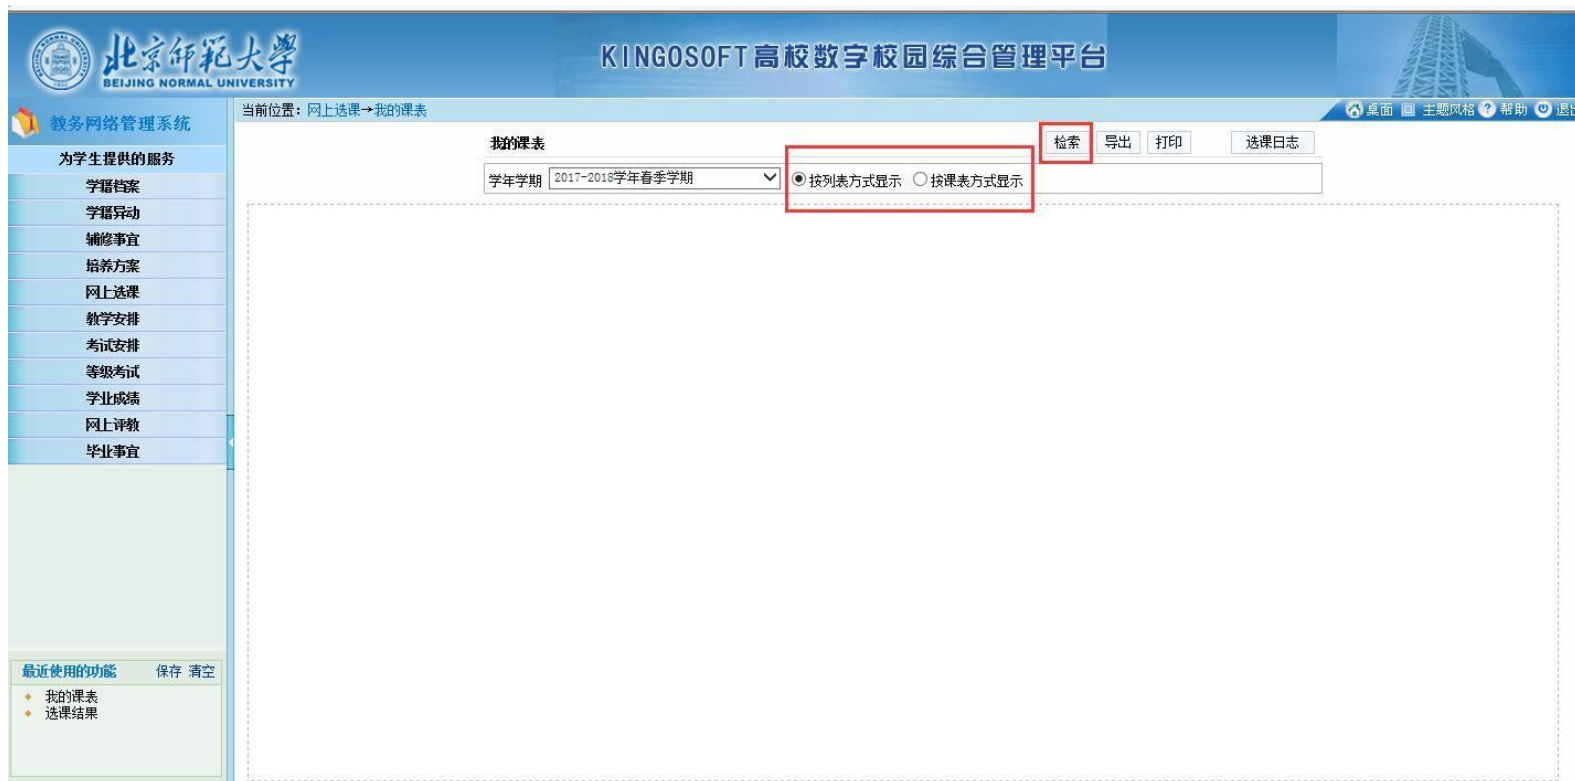 北京师范大学
BEIJING NORMAL UNIVERSITY
KINGOSOFT高校数字校园综合管理平台
教务网络管理系统
当前位置：网上选课→我的课表
桌面 主题风格 帮助 退出
为学生提供的服务
学籍档案
学籍异动
辅修事宜
培养方案
网上选课
教学安排
考试安排
等级考试
学业成绩
网上评教
毕业事宜
我的课表 检索 导出 打印 选课日志
学年学期 2017-2018学年春季学期 按列表方式显示 按课表方式显示
最近使用的功能 保存 清空
我的课表
选课结果